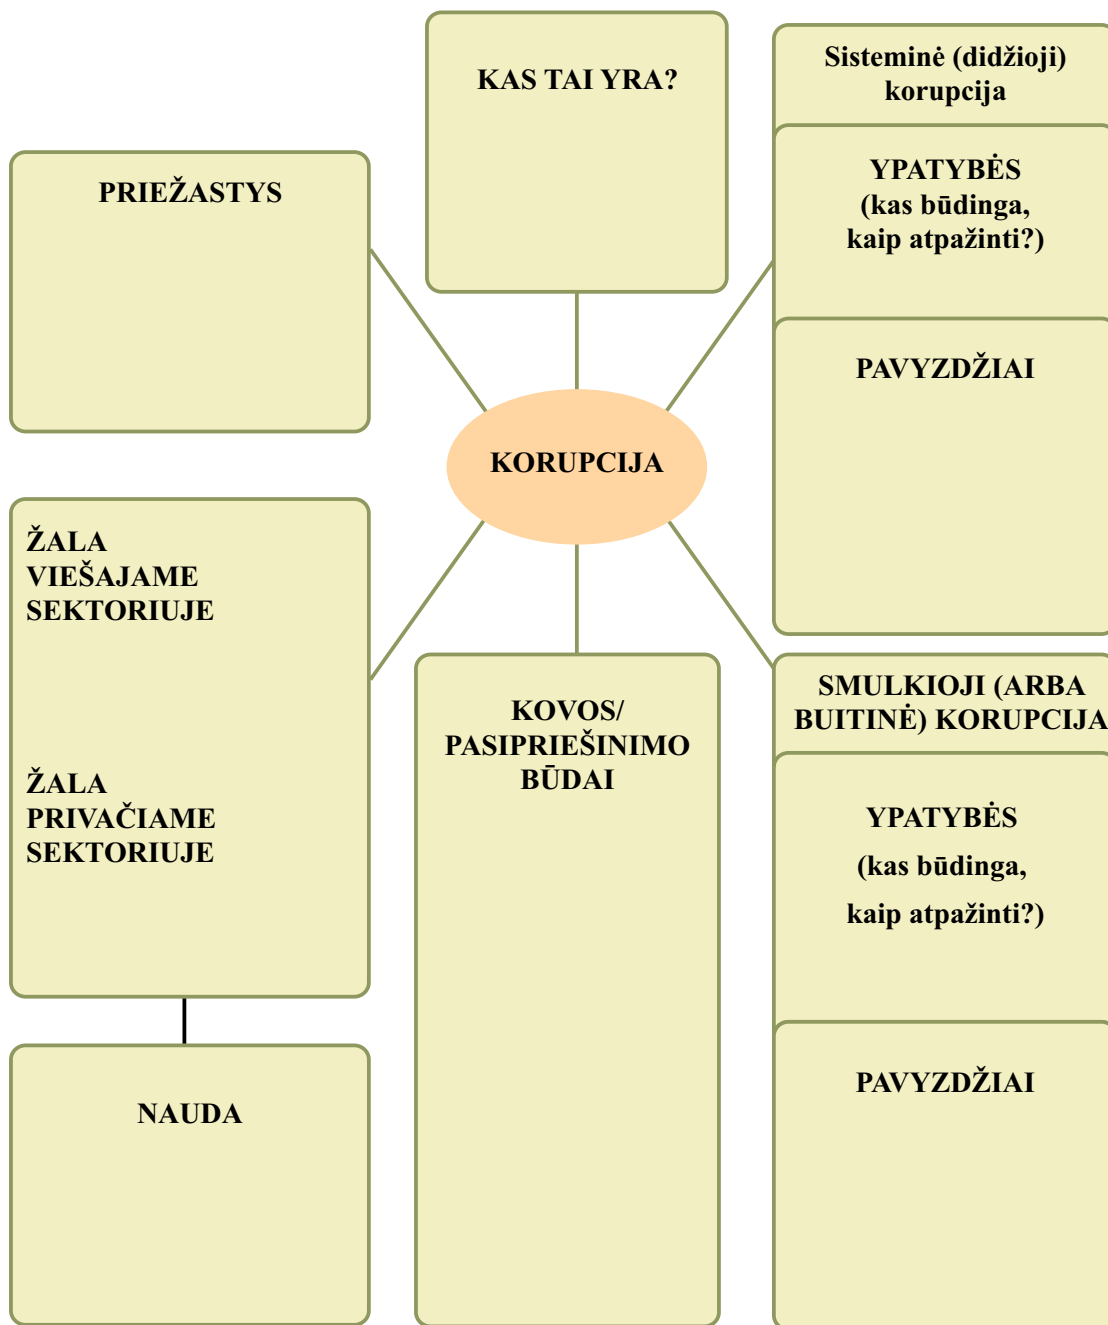 KAS TAI YRA?
Sisteminė (didžioji)
korupcija
YPATYBĖS
(kas būdinga,
kaip atpažinti?)
PRIEŽASTYS
PAVYZDŽIAI
KORUPCIJA
ŽALA
VIEŠAJAME
SEKTORIUJE
ŽALA
PRIVAČIAME
SEKTORIUJE
KOVOS/
PASIPRIEŠINIMO
BŪDAI
SMULKIOJI (ARBA
BUITINĖ) KORUPCIJA
YPATYBĖS
(kas būdinga,
kaip atpažinti?)
NAUDA
PAVYZDŽIAI